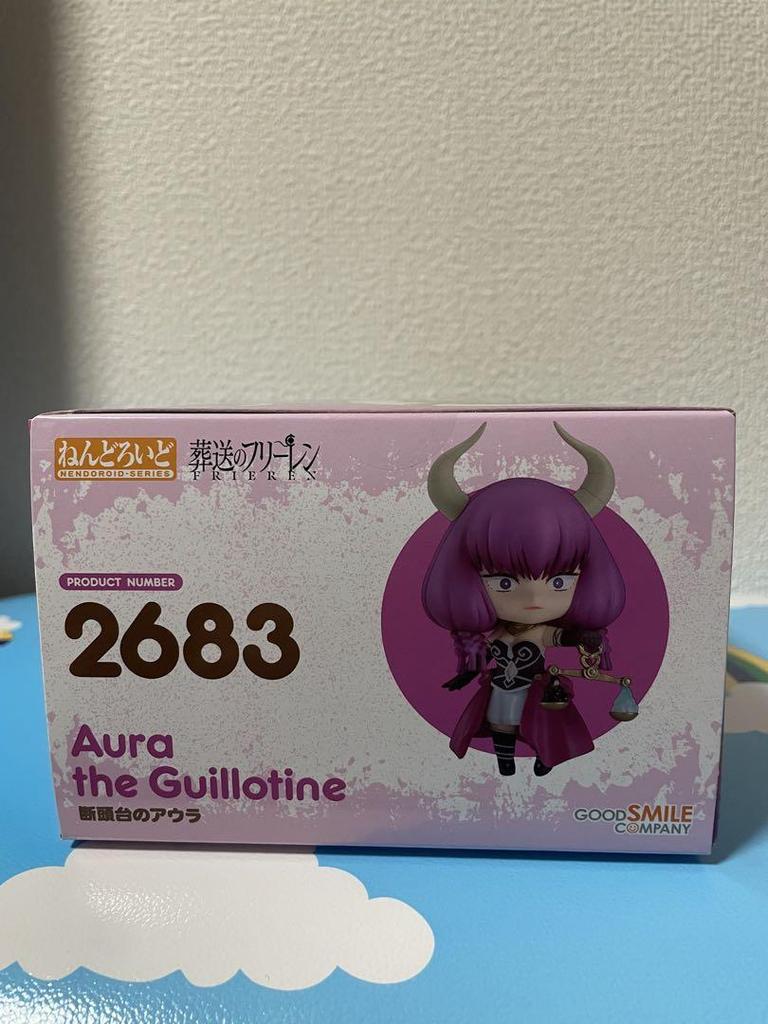 ねんどろいど
NENDOROID-SERIES
葬送のフリーレン
FRIEREN
PRODUCT NUMBER
2683
Aura
the Guillotine
断頭台のアウラ
GOOD SMILE
COMPANY